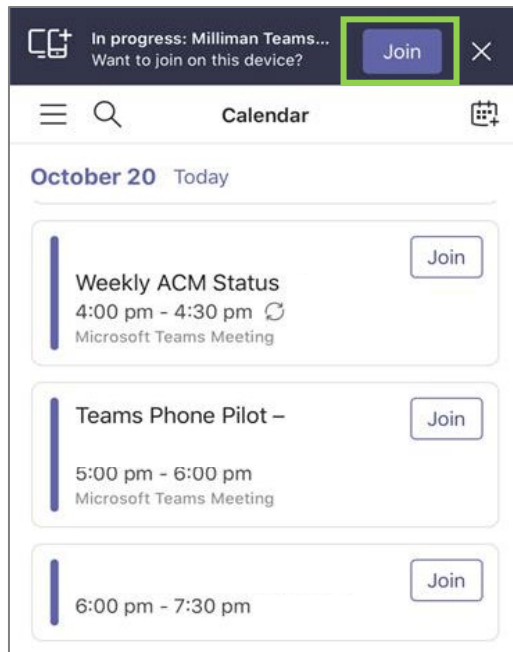 In progress: Milliman Teams...
Want to join on this device?
Join
Calendar
October 20 Today
Join
Weekly ACM Status
4:00 pm - 4:30 pm
Microsoft Teams Meeting
Teams Phone Pilot –
Join
5:00 pm - 6:00 pm
Microsoft Teams Meeting
Join
6:00 pm - 7:30 pm